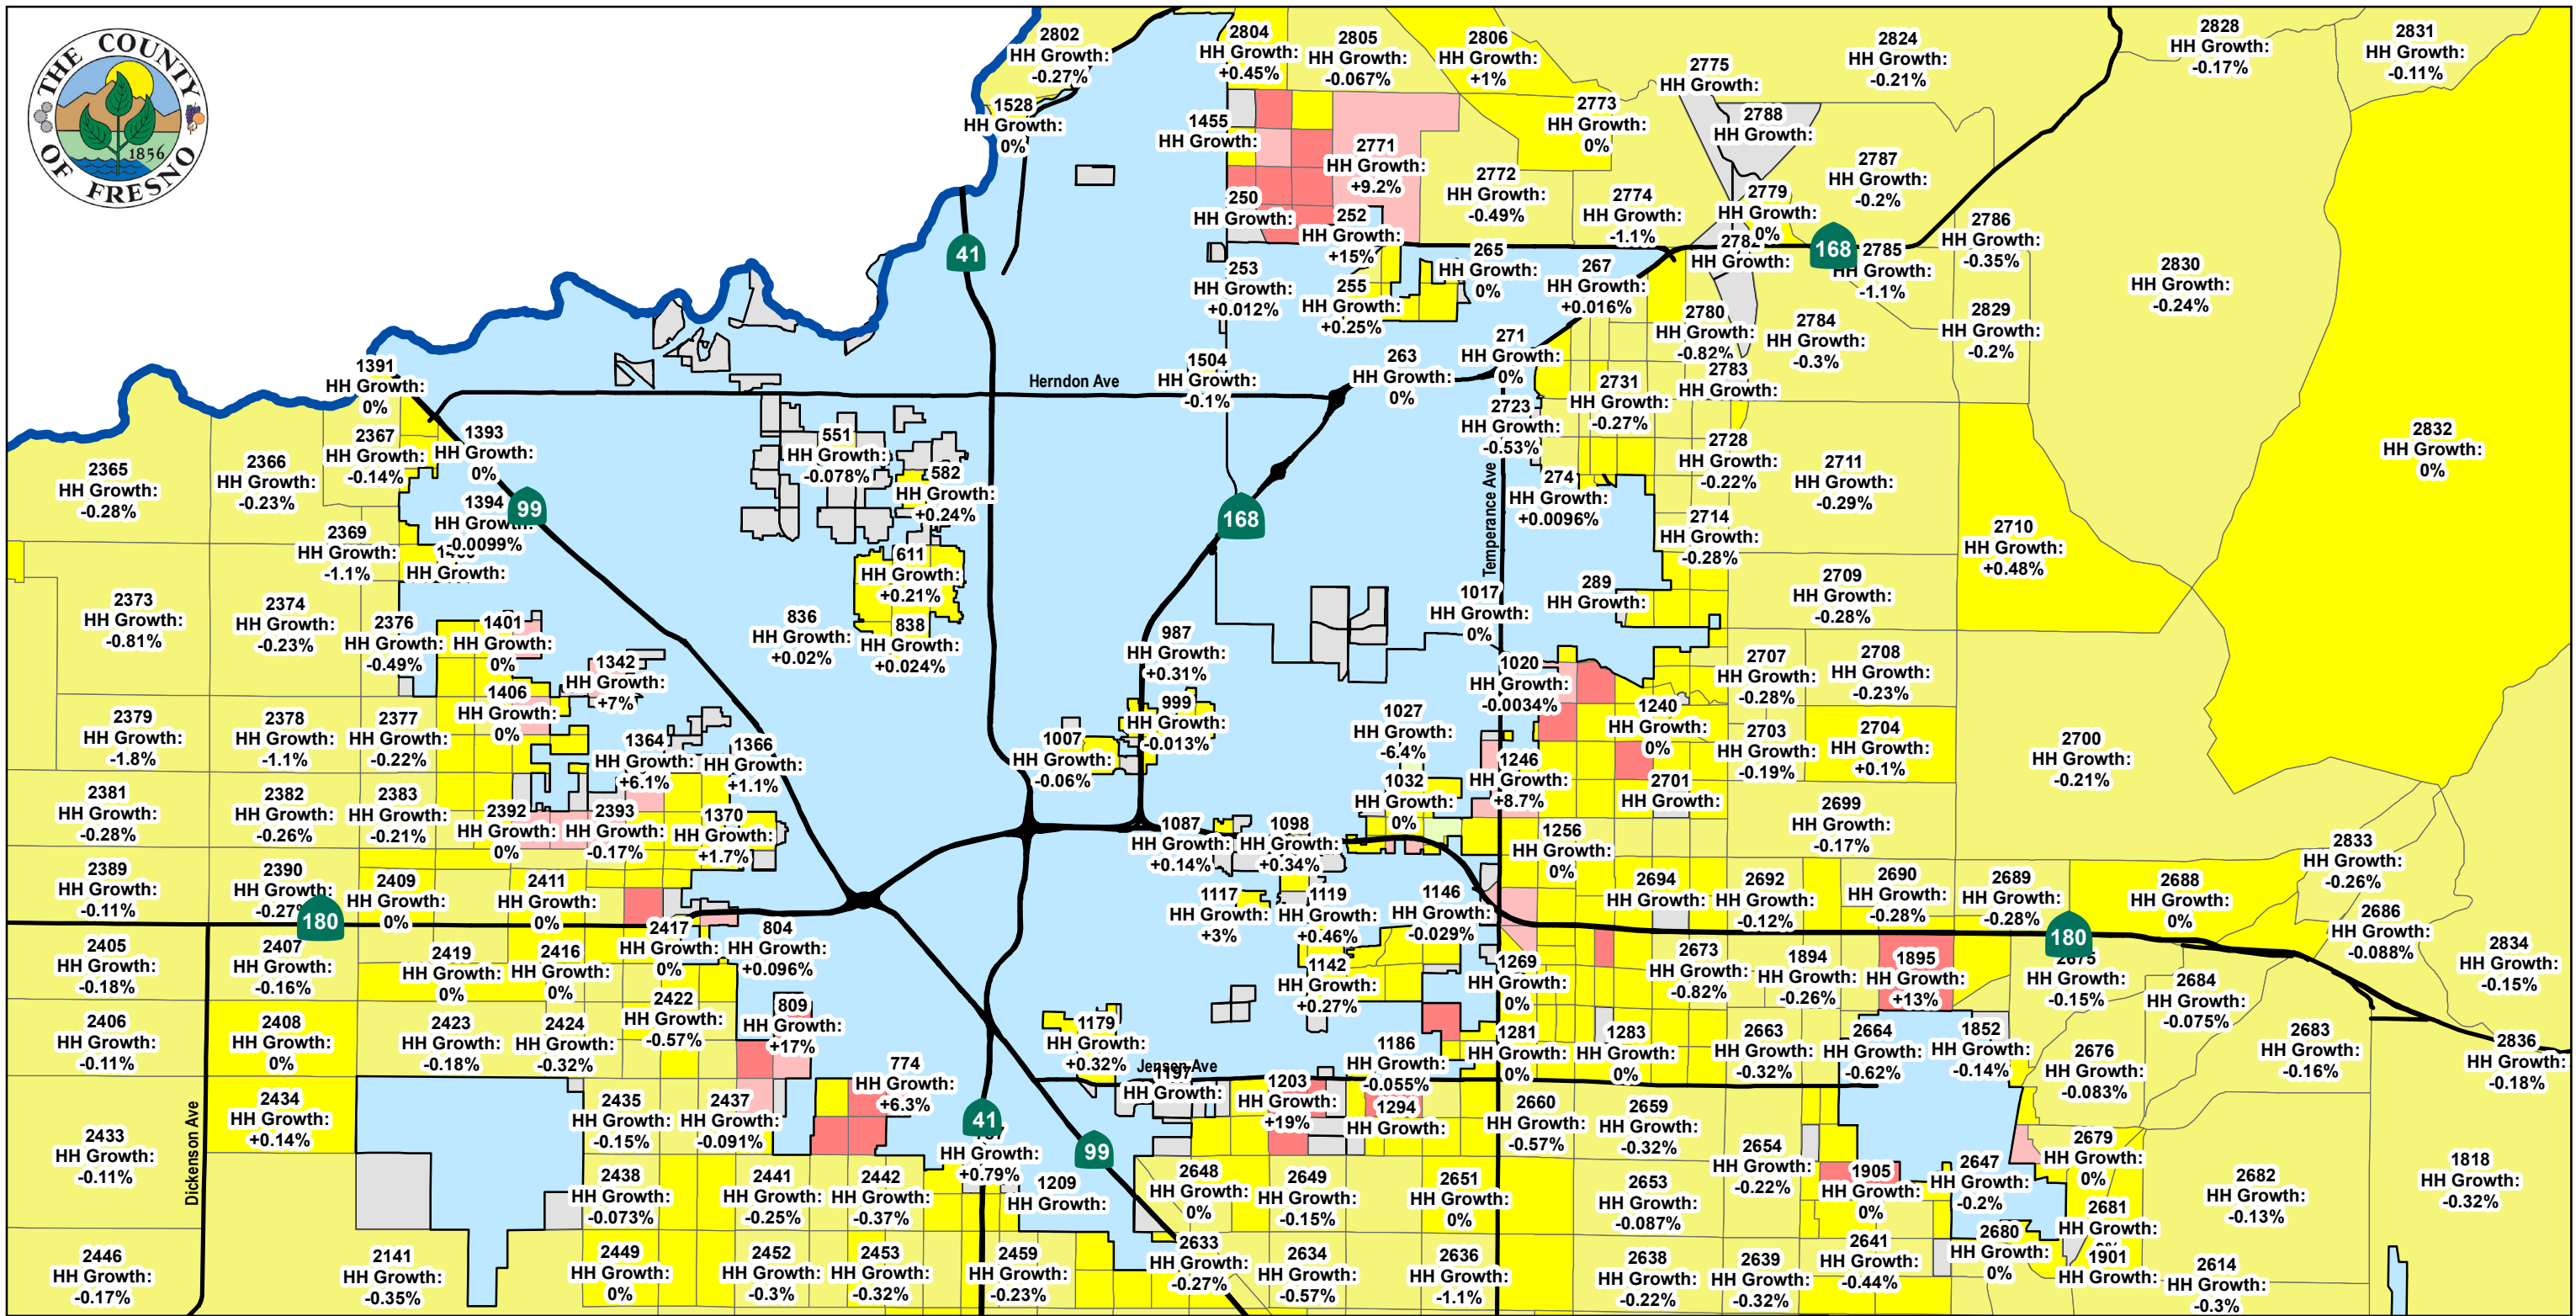 THE COUNTY
OF FRESNO
1856
2802
HH Growth:
-0.27%
2804
HH Growth:
+0.45%
2805
HH Growth:
-0.067%
2806
HH Growth:
+1%
2824
HH Growth:
-0.21%
2828
HH Growth:
-0.17%
2831
HH Growth:
-0.11%
2775
HH Growth:
1528
HH Growth:
0%
1455
HH Growth:
2773
HH Growth:
0%
2788
HH Growth:
2771
HH Growth:
+9.2%
2772
HH Growth:
-0.49%
2787
HH Growth:
-0.2%
250
HH Growth:
252
HH Growth:
+15%
2774
HH Growth:
-1.1%
2779
HH Growth:
0%
2782
HH Growth:
168
2785
HH Growth:
-1.1%
2786
HH Growth:
-0.35%
41
253
HH Growth:
+0.012%
255
HH Growth:
+0.25%
265
HH Growth:
0%
267
HH Growth:
+0.016%
2830
HH Growth:
-0.24%
2780
HH Growth:
-0.82%
2784
HH Growth:
-0.3%
2829
HH Growth:
-0.2%
271
HH Growth:
0%
1391
HH Growth:
0%
Herndon Ave
1504
HH Growth:
-0.1%
263
HH Growth:
0%
2731
HH Growth:
-0.27%
2783
HH Growth:
2723
HH Growth:
-0.53%
2365
HH Growth:
-0.28%
2366
HH Growth:
-0.23%
2367
HH Growth:
-0.14%
1393
HH Growth:
0%
551
HH Growth:
-0.078%
582
HH Growth:
+0.24%
2728
HH Growth:
-0.22%
2711
HH Growth:
-0.29%
2832
HH Growth:
0%
1394
HH Growth:
-0.0099%
99
168
Temperance Ave
274
HH Growth:
+0.0096%
2714
HH Growth:
-0.28%
2710
HH Growth:
+0.48%
2369
HH Growth:
-1.1%
HH Growth:
611
HH Growth:
+0.21%
2373
HH Growth:
-0.81%
2374
HH Growth:
-0.23%
2376
HH Growth:
-0.49%
1401
HH Growth:
0%
836
HH Growth:
+0.02%
838
HH Growth:
+0.024%
987
HH Growth:
+0.31%
1017
HH Growth:
0%
289
HH Growth:
2709
HH Growth:
-0.28%
1342
HH Growth:
+7%
1020
HH Growth:
-0.0034%
2707
HH Growth:
-0.28%
2708
HH Growth:
-0.23%
1406
HH Growth:
0%
999
HH Growth:
-0.013%
1027
HH Growth:
-6.4%
1240
HH Growth:
0%
2379
HH Growth:
-1.8%
2378
HH Growth:
-1.1%
2377
HH Growth:
-0.22%
1364
HH Growth:
+6.1%
1366
HH Growth:
+1.1%
1007
HH Growth:
-0.06%
2703
HH Growth:
-0.19%
2704
HH Growth:
+0.1%
2700
HH Growth:
-0.21%
1246
HH Growth:
+8.7%
2701
HH Growth:
2381
HH Growth:
-0.28%
2382
HH Growth:
-0.26%
2383
HH Growth:
-0.21%
2392
HH Growth:
0%
2393
HH Growth:
-0.17%
1370
HH Growth:
+1.7%
1032
HH Growth:
0%
2699
HH Growth:
-0.17%
1087
HH Growth:
+0.14%
1098
HH Growth:
+0.34%
1256
HH Growth:
0%
2833
HH Growth:
-0.26%
2389
HH Growth:
-0.11%
2390
HH Growth:
-0.27%
180
2409
HH Growth:
0%
2411
HH Growth:
0%
1117
HH Growth:
+3%
1119
HH Growth:
+0.46%
1146
HH Growth:
-0.029%
2694
HH Growth:
2692
HH Growth:
-0.12%
2690
HH Growth:
-0.28%
2689
HH Growth:
-0.28%
2688
HH Growth:
0%
2686
HH Growth:
-0.088%
2405
HH Growth:
-0.18%
2407
HH Growth:
-0.16%
2419
HH Growth:
0%
2416
HH Growth:
0%
2417
HH Growth:
0%
804
HH Growth:
+0.096%
180
2675
HH Growth:
-0.15%
2834
HH Growth:
-0.15%
1142
HH Growth:
+0.27%
1269
HH Growth:
0%
2673
HH Growth:
-0.82%
1894
HH Growth:
-0.26%
1895
HH Growth:
+13%
2684
HH Growth:
-0.075%
2406
HH Growth:
-0.11%
2408
HH Growth:
0%
2423
HH Growth:
-0.18%
2424
HH Growth:
-0.32%
2422
HH Growth:
-0.57%
809
HH Growth:
+17%
1179
HH Growth:
+0.32%
1186
HH Growth:
-0.055%
1281
HH Growth:
0%
1283
HH Growth:
0%
2663
HH Growth:
-0.32%
2664
HH Growth:
-0.62%
1852
HH Growth:
-0.14%
2676
HH Growth:
-0.083%
2683
HH Growth:
-0.16%
2836
HH Growth:
-0.18%
774
HH Growth:
+6.3%
Jensen Ave
1197
HH Growth:
1203
HH Growth:
+19%
1294
HH Growth:
2434
HH Growth:
+0.14%
Dickenson Ave
2433
HH Growth:
-0.11%
2435
HH Growth:
-0.15%
2437
HH Growth:
-0.091%
41
HH Growth:
+0.79%
99
2660
HH Growth:
-0.57%
2659
HH Growth:
-0.32%
2654
HH Growth:
-0.22%
2679
HH Growth:
0%
2438
HH Growth:
-0.073%
2441
HH Growth:
-0.25%
2442
HH Growth:
-0.37%
1209
HH Growth:
2648
HH Growth:
0%
2649
HH Growth:
-0.15%
2651
HH Growth:
0%
2653
HH Growth:
-0.087%
1905
HH Growth:
0%
2647
HH Growth:
-0.2%
2682
HH Growth:
-0.13%
1818
HH Growth:
-0.32%
2681
HH Growth:
2446
HH Growth:
-0.17%
2141
HH Growth:
-0.35%
2449
HH Growth:
0%
2452
HH Growth:
-0.3%
2453
HH Growth:
-0.32%
2459
HH Growth:
-0.23%
2633
HH Growth:
-0.27%
2634
HH Growth:
-0.57%
2636
HH Growth:
-1.1%
2638
HH Growth:
-0.22%
2639
HH Growth:
-0.32%
2641
HH Growth:
-0.44%
2680
HH Growth:
0%
1901
HH Growth:
2614
HH Growth:
-0.3%